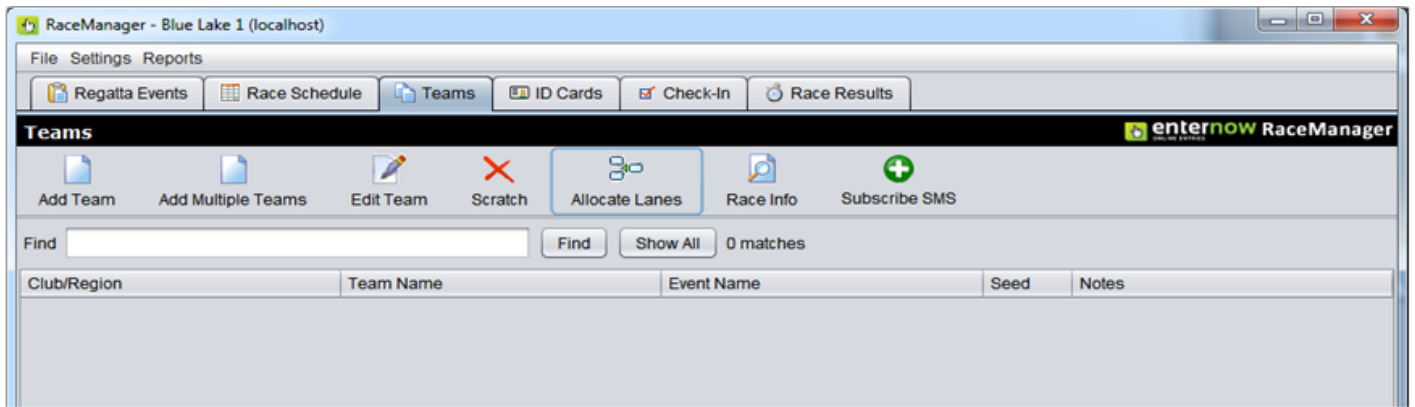 RaceManager - Blue Lake 1 (localhost)
File Settings Reports
Regatta Events Race Schedule Teams ID Cards Check-In Race Results
Teams enternow RaceManager
ONLINE ENTRIES
Add Team Add Multiple Teams Edit Team Scratch Allocate Lanes Race Info Subscribe SMS
Find Find Show All 0 matches
Club/Region Team Name Event Name Seed Notes